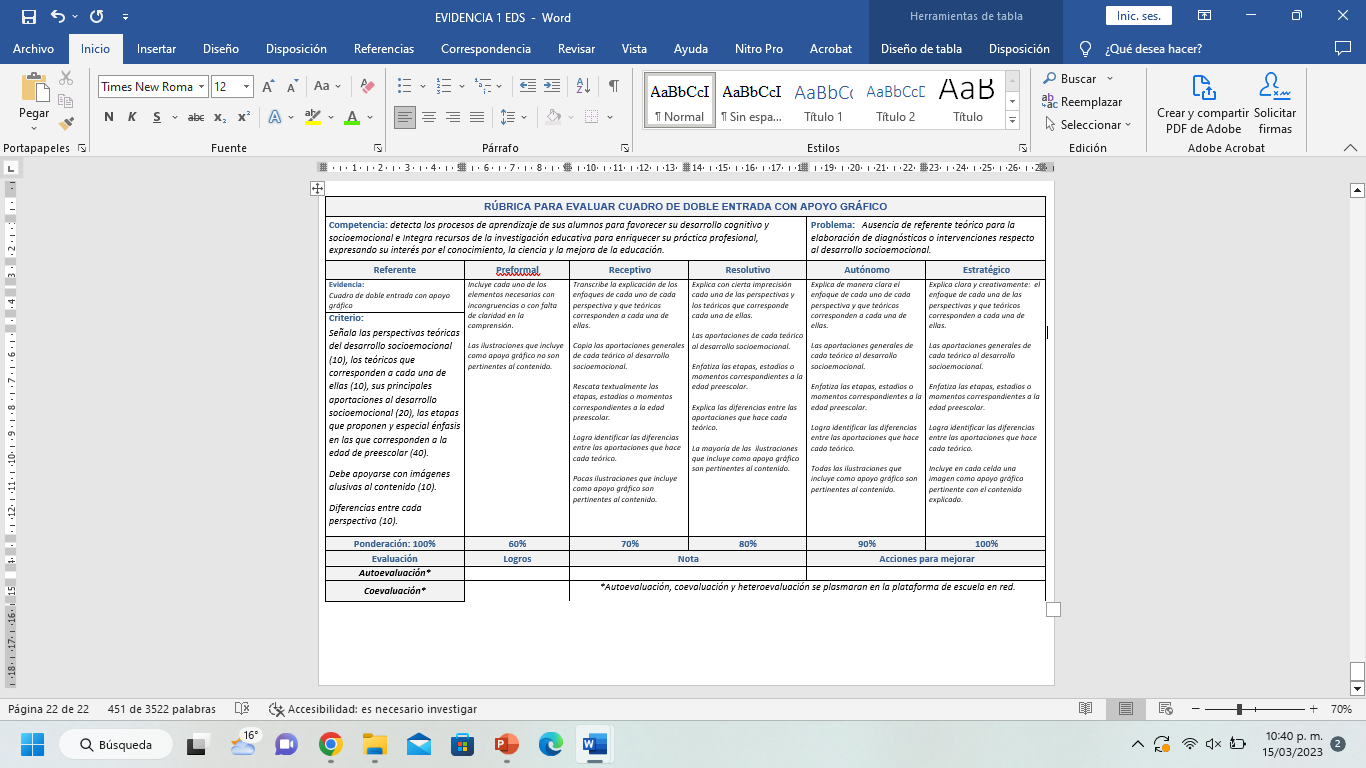 EVIDENCIA 1 EDS - Word
Herramientas de tabla
Inic. ses.
Archivo Inicio Insertar Diseño Disposición Referencias Correspondencia Revisar Vista Ayuda Nitro Pro Acrobat Diseño de tabla Disposición ¿Qué desea hacer?
Pegar
Times New Roma 12
Aa
N K S abc x₂ x²
AaBbCcI AaBbCcI AaBbCc AaBbCcD AaB
¶ Normal ¶ Sin espa... Título 1 Título 2 Título
Buscar
Reemplazar
Seleccionar
Crear y compartir PDF de Adobe
Solicitar firmas
Portapapeles Fuente Párrafo Estilos Edición Adobe Acrobat
RÚBRICA PARA EVALUAR CUADRO DE DOBLE ENTRADA CON APOYO GRÁFICO
Competencia: detecta los procesos de aprendizaje de sus alumnos para favorecer su desarrollo cognitivo y
socioemocional e Integra recursos de la investigación educativa para enriquecer su práctica profesional,
expresando su interés por el conocimiento, la ciencia y la mejora de la educación.
Problema: Ausencia de referente teórico para la
elaboración de diagnósticos o intervenciones respecto
al desarrollo socioemocional.
Referente Preformal Receptivo Resolutivo Autónomo Estratégico
Evidencia:
Cuadro de doble entrada con apoyo
gráfico
Criterio:
Señala las perspectivas teóricas
del desarrollo socioemocional
(10), los teóricos que
corresponden a cada una de
ellas (10), sus principales
aportaciones al desarrollo
socioemocional (20), las etapas
que proponen y especial énfasis
en las que corresponden a la
edad de preescolar (40).
Debe apoyarse con imágenes
alusivas al contenido (10).
Diferencias entre cada
perspectiva (10).
Incluye cada uno de los
elementos necesarios con
incongruencias o con falta
de claridad en la
comprensión.
Las ilustraciones que incluye
como apoyo gráfico no son
pertinentes al contenido.
Transcribe la explicación de los
enfoques de cada uno de cada
perspectiva y que teóricos
corresponden a cada una de
ellas.
Copia las aportaciones generales
de cada teórico al desarrollo
socioemocional.
Rescata textualmente las
etapas, estadios o momentos
correspondientes a la edad
preescolar.
Logra identificar las diferencias
entre las aportaciones que hace
cada teórico.
Pocas ilustraciones que incluye
como apoyo gráfico son
pertinentes al contenido.
Explica con cierta imprecisión
cada una de las perspectivas y
los teóricos que corresponde
cada una de ellas.
Las aportaciones de cada teórico
al desarrollo socioemocional.
Enfatiza las etapas, estadios o
momentos correspondientes a la
edad preescolar.
Explica las diferencias entre las
aportaciones que hace cada
teórico.
La mayoría de las ilustraciones
que incluye como apoyo gráfico
son pertinentes al contenido.
Explica de manera clara el
enfoque de cada uno de cada
perspectiva y que teóricos
corresponden a cada una de
ellas.
Las aportaciones generales de
cada teórico al desarrollo
socioemocional.
Enfatiza las etapas, estadios o
momentos correspondientes a la
edad preescolar.
Logra identificar las diferencias
entre las aportaciones que hace
cada teórico.
Todas las ilustraciones que
incluye como apoyo gráfico son
pertinentes al contenido.
Explica clara y creativamente: el
enfoque de cada una de las
perspectivas y que teóricos
corresponden a cada una de
ellas.
Las aportaciones generales de
cada teórico al desarrollo
socioemocional.
Enfatiza las etapas, estadios o
momentos correspondientes a la
edad preescolar.
Logra identificar las diferencias
entre las aportaciones que hace
cada teórico.
Incluye en cada celda una
imagen como apoyo gráfico
pertinente con el contenido
explicado.
Ponderación: 100% 60% 70% 80% 90% 100%
Evaluación Logros Nota Acciones para mejorar
Autoevaluación*
Coevaluación*
*Autoevaluación, coevaluación y heteroevaluación se plasmaran en la plataforma de escuela en red.
Página 22 de 22 451 de 3522 palabras Accesibilidad: es necesario investigar 70%
16°
Búsqueda
10:40 p. m.
15/03/2023
2